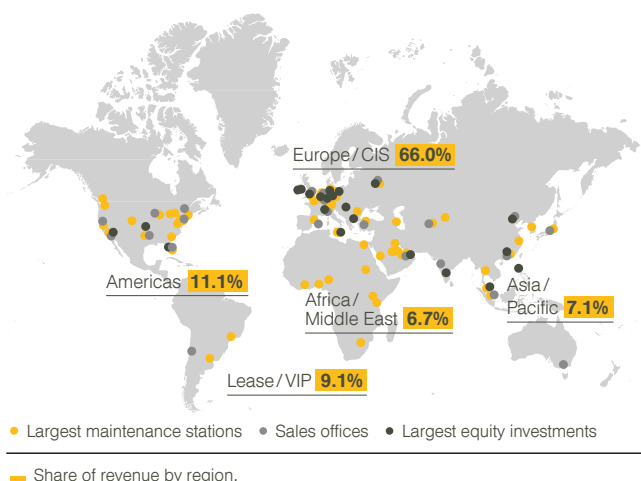 Europe/CIS 66.0%
Americas 11.1%
Africa/
Middle East 6.7%
Asia/
Pacific 7.1%
Lease/VIP 9.1%
Largest maintenance stations Sales offices Largest equity investments
Share of revenue by region.